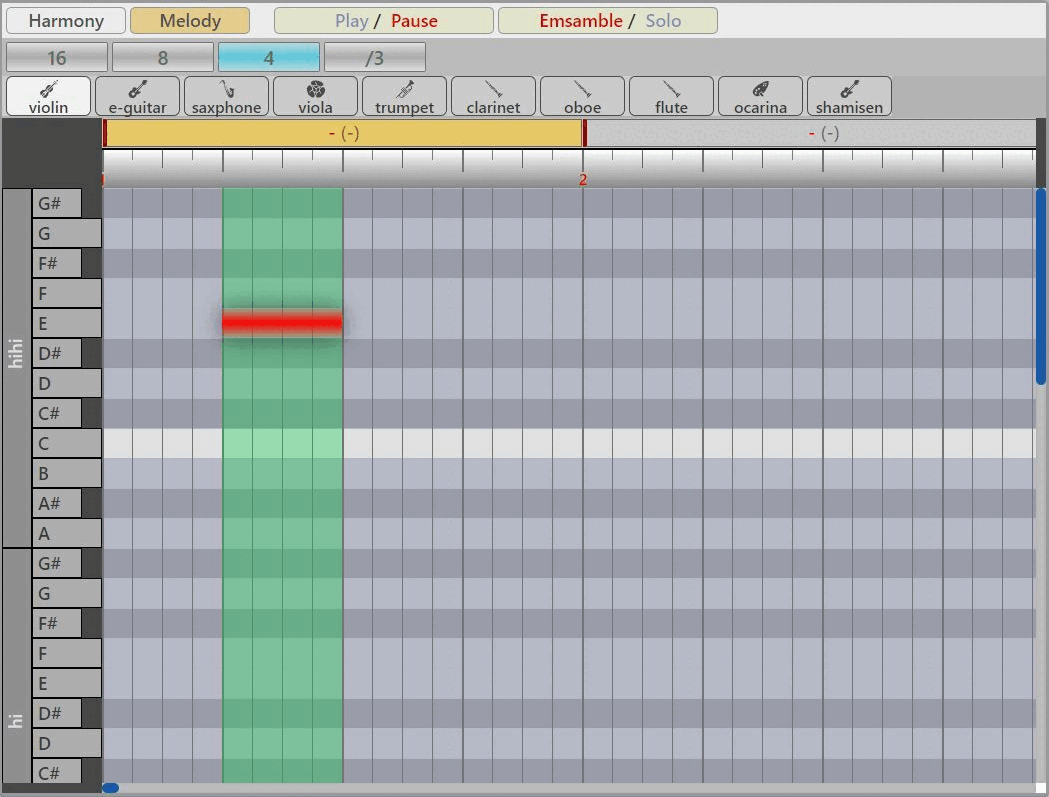 Harmony Melody Play / Pause Emsamble / Solo
16 8 4 /3
violin e-guitar saxphone viola trumpet clarinet oboe flute ocarina shamisen
- (-) - (-)
2
G#
G
F#
F
E
hihi
D#
D
C#
C
B
A#
A
G#
G
F#
F
E
hi
D#
D
C#